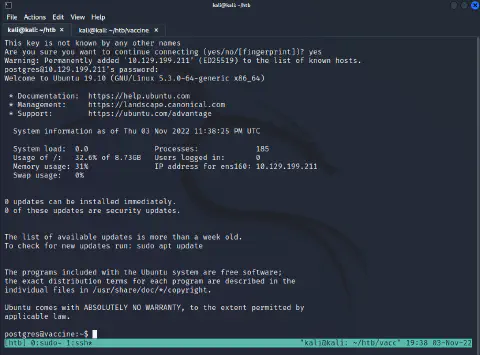 kali@kali: ~/htb
File Actions Edit View Help
kali@kali: ~/htb × kali@kali: ~/htb/vaccine ×
This key is not known by any other names
Are you sure you want to continue connecting (yes/no/[fingerprint])? yes
Warning: Permanently added '10.129.199.211' (ED25519) to the list of known hosts.
postgres@10.129.199.211's password:
Welcome to Ubuntu 19.10 (GNU/Linux 5.3.0-64-generic x86_64)
* Documentation: https://help.ubuntu.com
* Management: https://landscape.canonical.com
* Support: https://ubuntu.com/advantage
System information as of Thu 03 Nov 2022 11:38:25 PM UTC
System load: 0.0 Processes: 185
Usage of /: 32.6% of 8.73GB Users logged in: 0
Memory usage: 31% IP address for ens160: 10.129.199.211
Swap usage: 0%
0 updates can be installed immediately.
0 of these updates are security updates.
The list of available updates is more than a week old.
To check for new updates run: sudo apt update
The programs included with the Ubuntu system are free software;
the exact distribution terms for each program are described in the
individual files in /usr/share/doc/*/copyright.
Ubuntu comes with ABSOLUTELY NO WARRANTY, to the extent permitted by
applicable law.
postgres@vaccine:~$
[htb] 0:sudo- 1:ssh* "kali@kali: ~/htb/vacc" 19:38 03-Nov-22